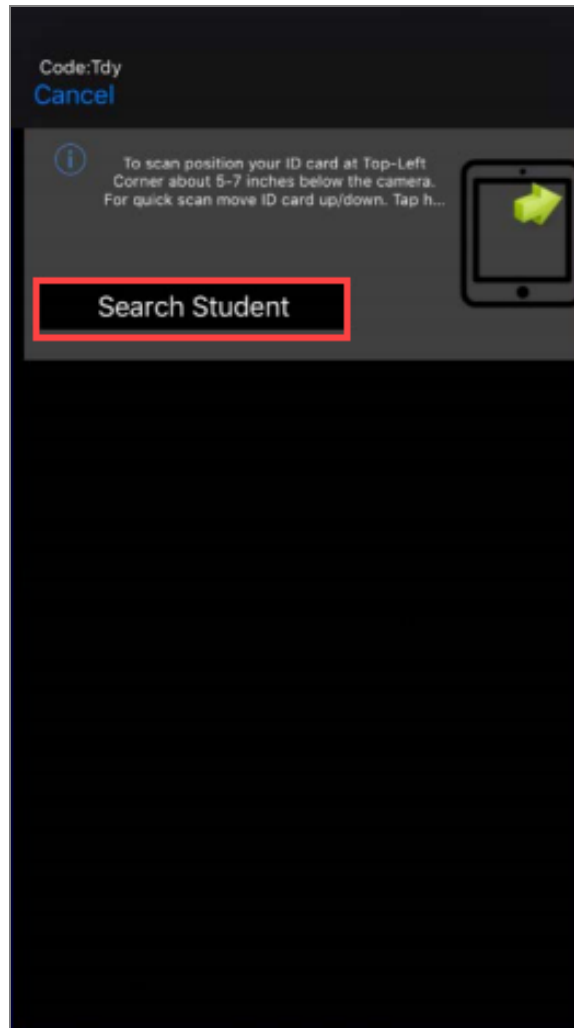 Code:Tdy
Cancel
To scan position your ID card at Top-Left
Corner about 5-7 inches below the camera.
For quick scan move ID card up/down. Tap h...
Search Student